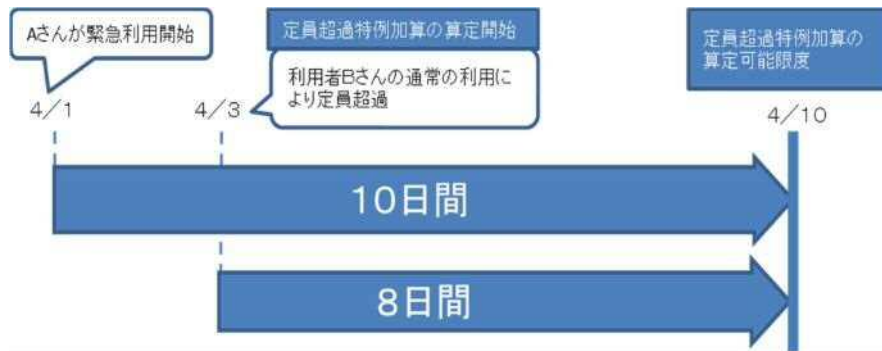 Aさんが緊急利用開始
定員超過特例加算の算定開始
利用者Bさんの通常の利用に
より定員超過
定員超過特例加算の
算定可能限度
4/1
4/3
4/10
10日間
8日間